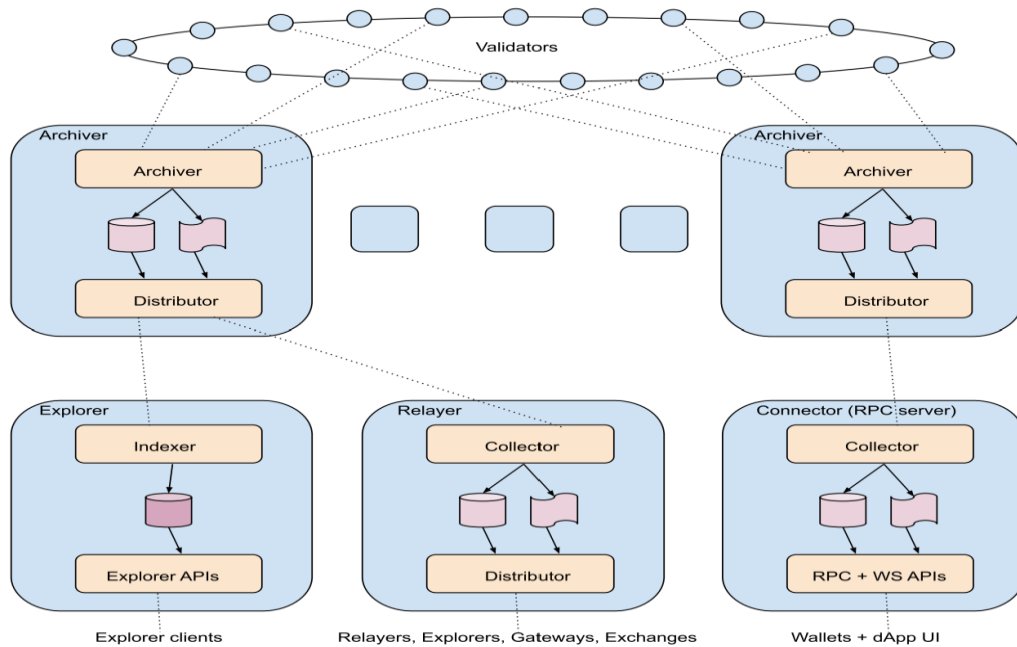 Validators
Archiver
Archiver
Archiver
Archiver
Distributor
Distributor
Explorer
Relayer
Connector (RPC server)
Indexer
Collector
Collector
Explorer APIs
Distributor
RPC + WS APIs
Explorer clients
Relayers, Explorers, Gateways, Exchanges
Wallets + dApp UI